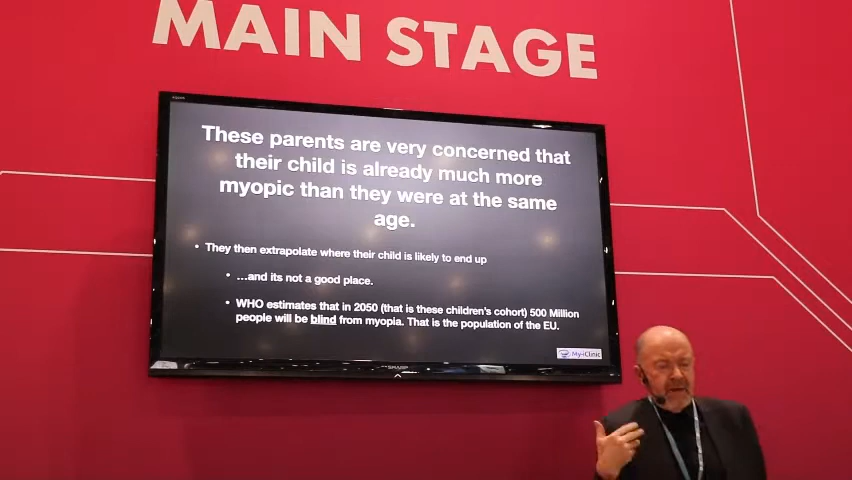 MAIN STAGE
These parents are very concerned that
their child is already much more
myopic than they were at the same
age.
• They then extrapolate where their child is likely to end up
• ...and its not a good place.
• WHO estimates that in 2050 (that is these children's cohort) 500 Million
people will be blind from myopia. That is the population of the EU.
MyiClinic
SHARP